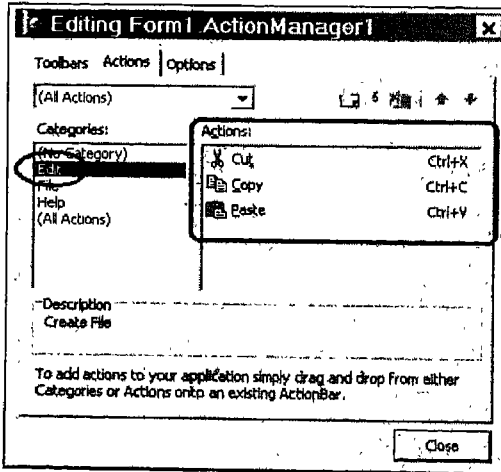 Editing Form1.ActionManager1
Toolbars Actions Options
(All Actions)
Categories: Actions:
(No Category)
Edit
File
Help
(All Actions)
Cut Ctrl+X
Copy Ctrl+C
Paste Ctrl+V
Description
Create File
To add actions to your application simply drag and drop from either
Categories or Actions onto an existing ActionBar.
Close